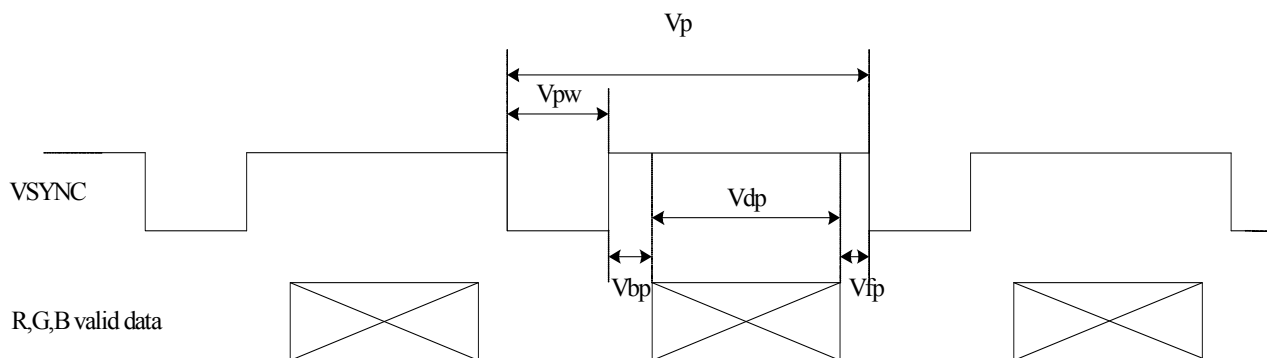 Vp
Vpw
VSYNC
Vdp
Vbp
Vfp
R,G,B valid data